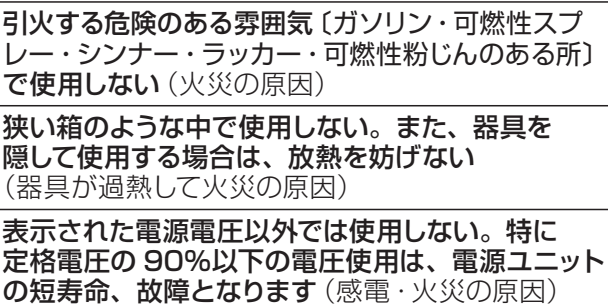 引火する危険のある雰囲気〔ガソリン・可燃性スプ
レー・シンナー・ラッカー・可燃性粉じんのある所〕
で使用しない（火災の原因）
狭い箱のような中で使用しない。また、器具を
隠して使用する場合は、放熱を妨げない
（器具が過熱して火災の原因）
表示された電源電圧以外では使用しない。特に
定格電圧の 90%以下の電圧使用は、電源ユニット
の短寿命、故障となります（感電・火災の原因）